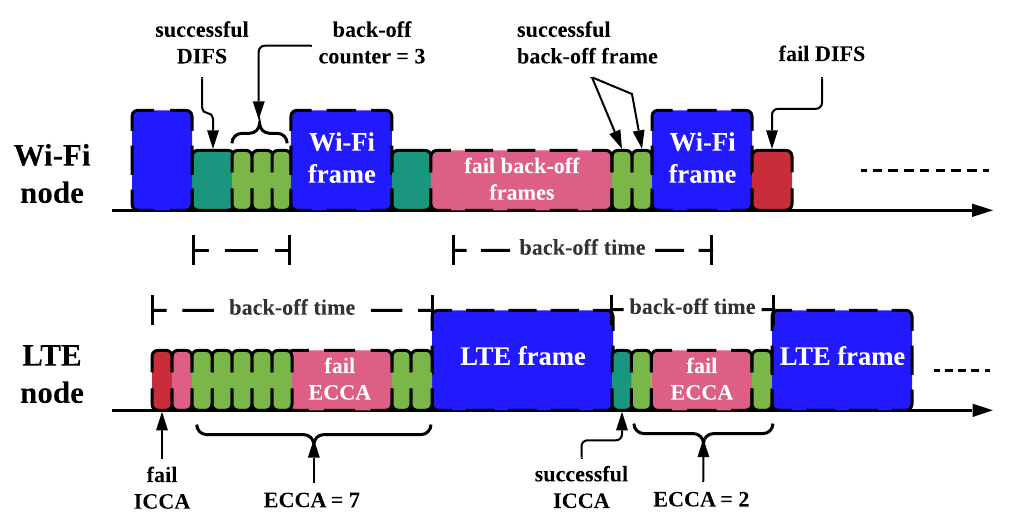 successful
DIFS
back-off
counter = 3
successful
back-off frame
fail DIFS
Wi-Fi
node
Wi-Fi
frame
fail back-off
frames
Wi-Fi
frame
back-off time
back-off time
back-off time
LTE
node
fail
ECCA
LTE frame
fail
ECCA
LTE frame
fail
ICCA
ECCA = 7
successful
ICCA
ECCA = 2